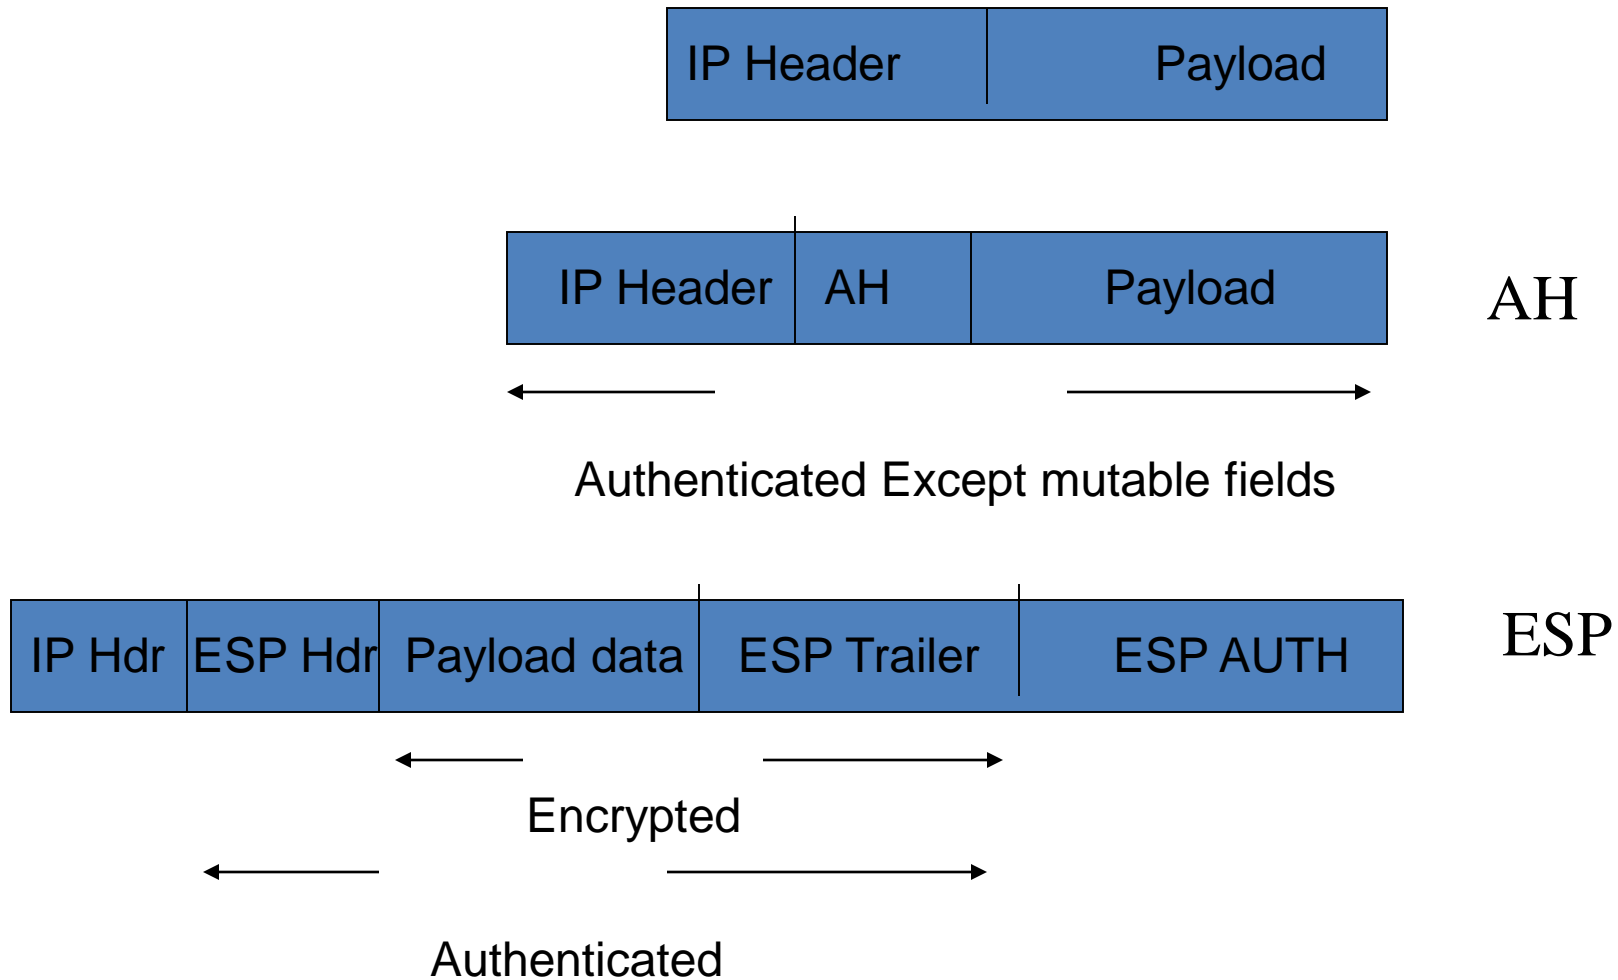 IP Header Payload
IP Header AH Payload AH
Authenticated Except mutable fields
IP Hdr ESP Hdr Payload data ESP Trailer ESP AUTH ESP
Encrypted
Authenticated